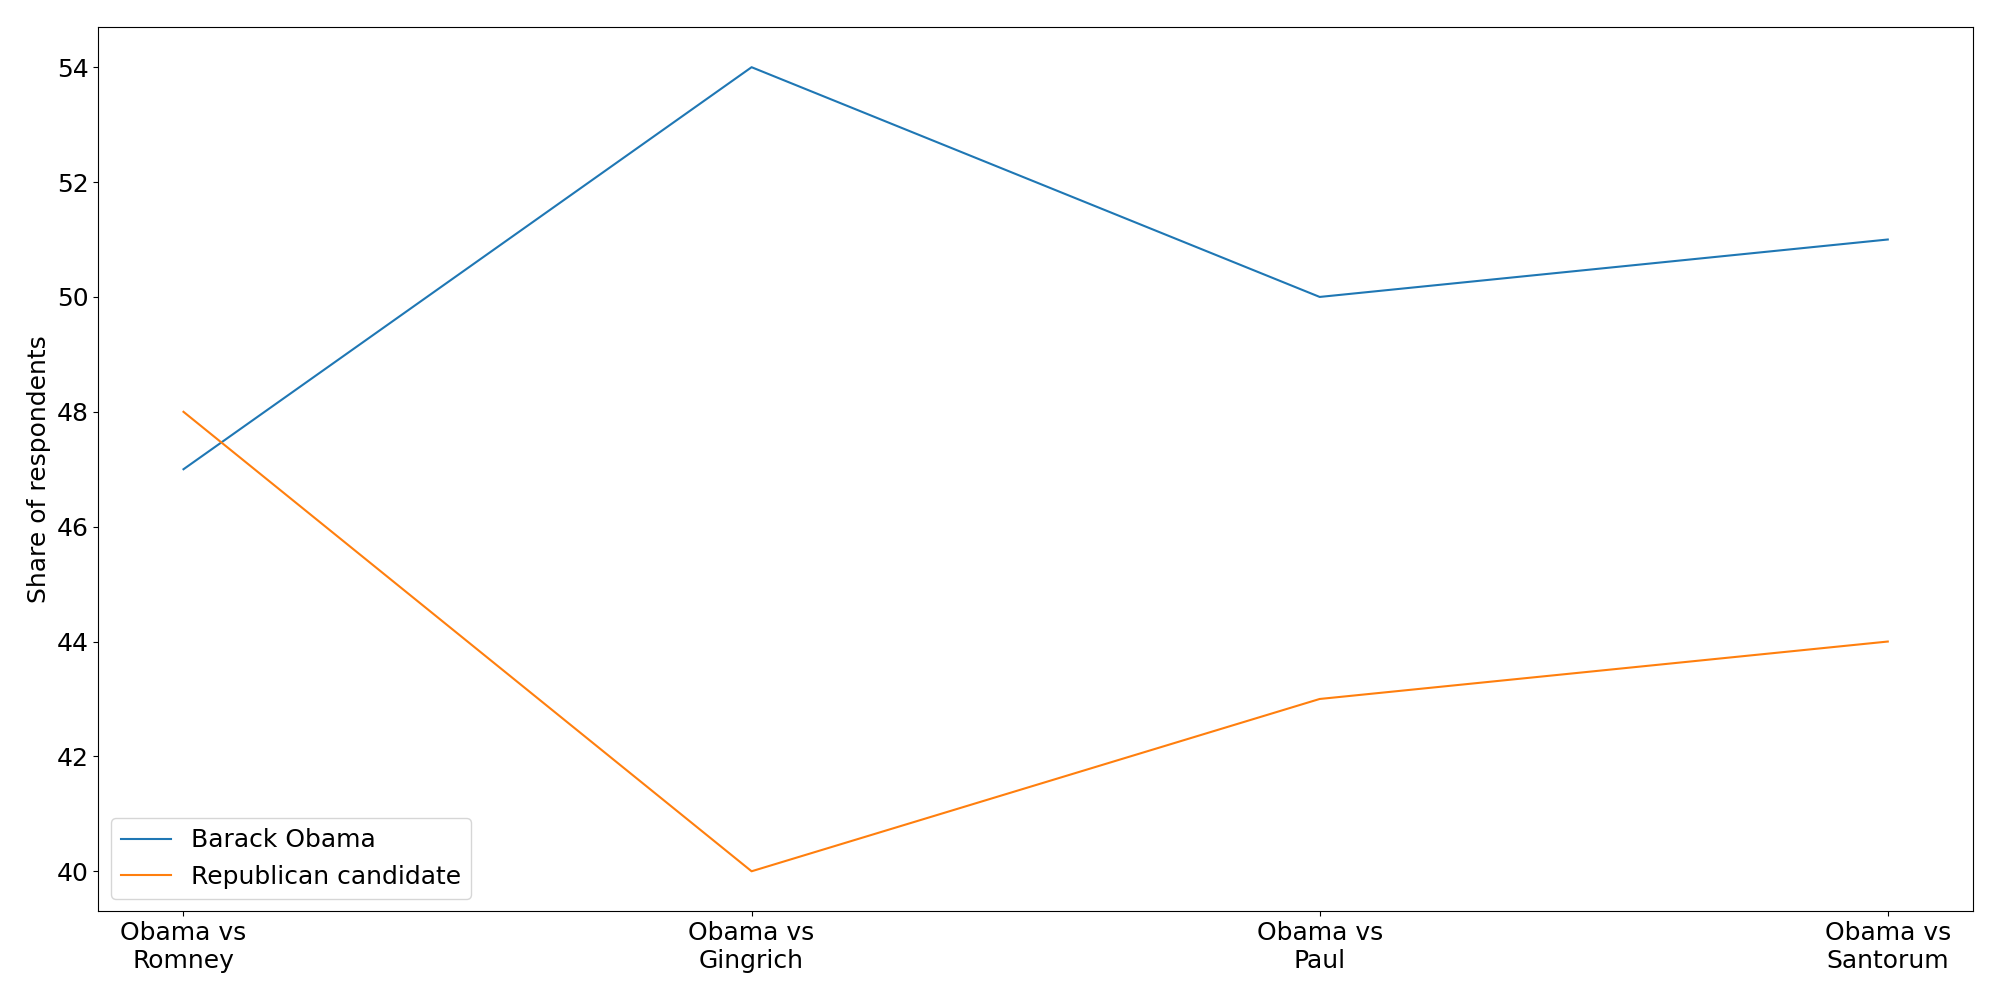 Share of respondents
54
52
50
48
46
44
42
40
Barack Obama
Republican candidate
Obama vs
Romney
Obama vs
Gingrich
Obama vs
Paul
Obama vs
Santorum